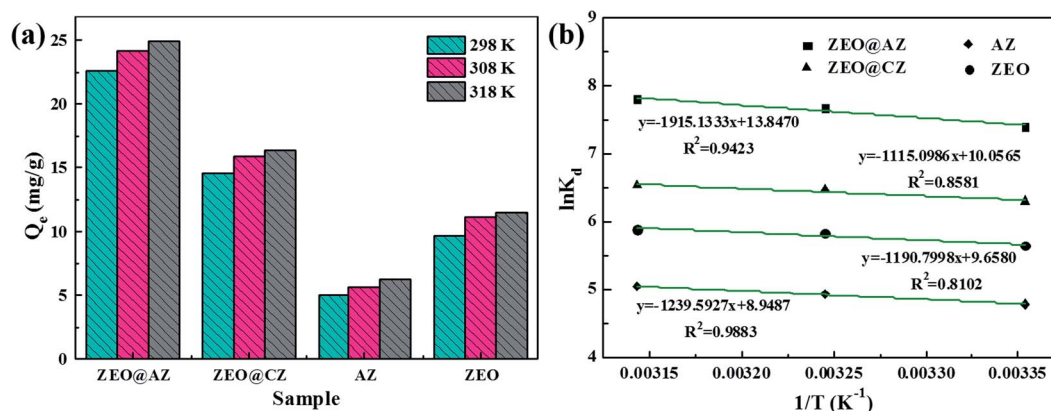 (a)
298 K
308 K
318 K
25
20
15
10
5
0
Qe (mg/g)
ZEO@AZ
ZEO@CZ
AZ
ZEO
Sample
(b)
ZEO@AZ
AZ
ZEO@CZ
ZEO
9
8
7
6
5
4
lnKd
y=-1915.1333x+13.8470
R²=0.9423
y=-1115.0986x+10.0565
R²=0.8581
y=-1190.7998x+9.6580
R²=0.8102
y=-1239.5927x+8.9487
R²=0.9883
0.00315
0.00320
0.00325
0.00330
0.00335
1/T (K⁻¹)